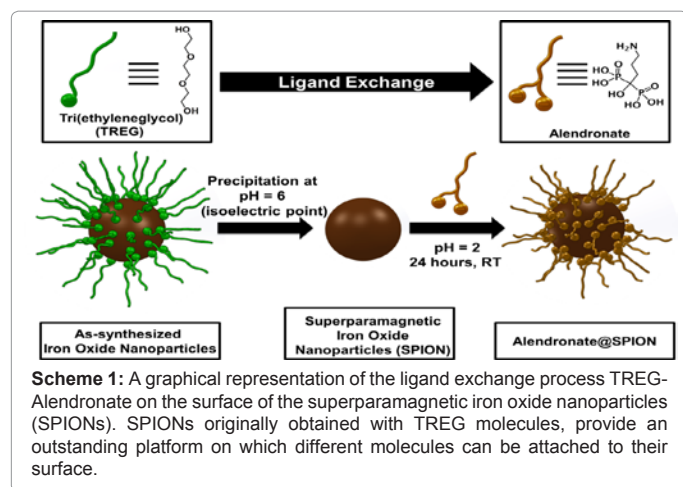 HO
O
O
OH
Tri(ethyleneglycol)
(TREG)
Ligand Exchange
H₂N
O
HO-P
HO
HO
O
P-OH
OH
Alendronate
Precipitation at
pH = 6
(isoelectric point)
pH = 2
24 hours, RT
As-synthesized
Iron Oxide Nanoparticles
Superparamagnetic
Iron Oxide
Nanoparticles (SPION)
Alendronate@SPION
Scheme 1: A graphical representation of the ligand exchange process TREG-
Alendronate on the surface of the superparamagnetic iron oxide nanoparticles
(SPIONs). SPIONs originally obtained with TREG molecules, provide an
outstanding platform on which different molecules can be attached to their
surface.